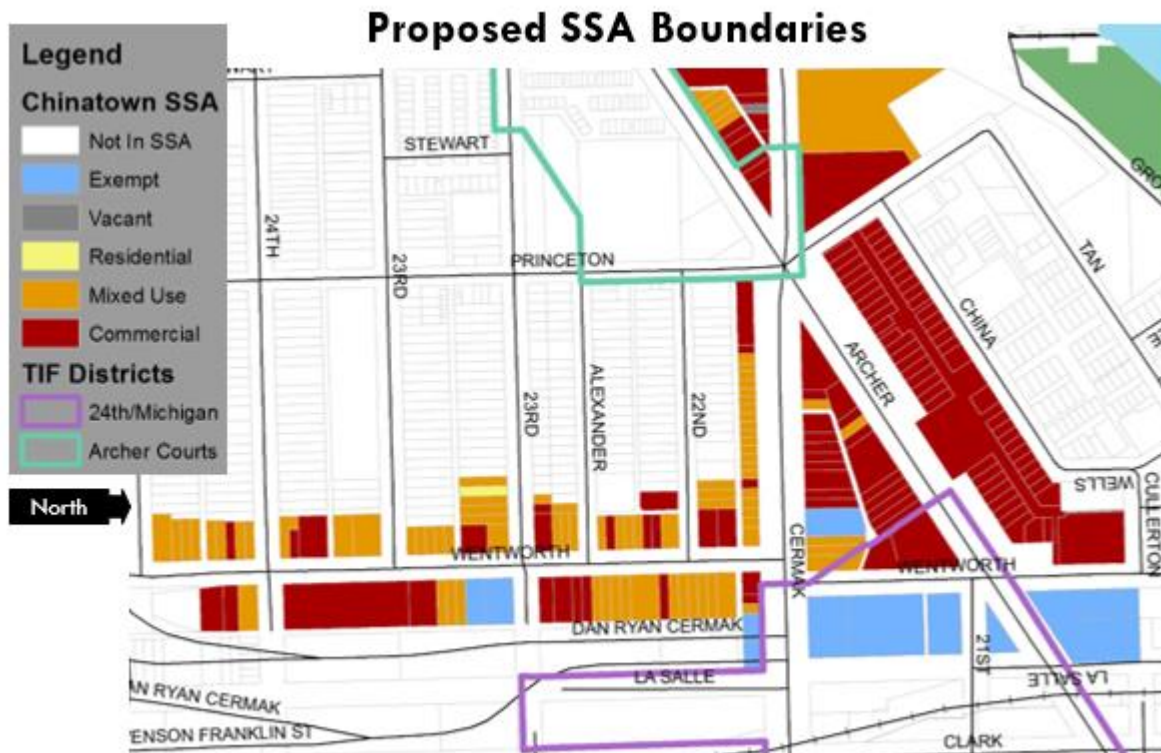 Proposed SSA Boundaries
Legend
Chinatown SSA
Not In SSA
Exempt
Vacant
Residential
Mixed Use
Commercial
TIF Districts
24th/Michigan
Archer Courts
North
STEWART
24TH
23RD
PRINCETON
23RD
ALEXANDER
22ND
ARCHER
CHINA
TAN
GRO
WELLS
CULLERTON
WENTWORTH
CERMAK
WENTWORTH
DAN RYAN CERMAK
21ST
LA SALLE
LA SALLE
AN RYAN CERMAK
ENSON FRANKLIN ST
CLARK